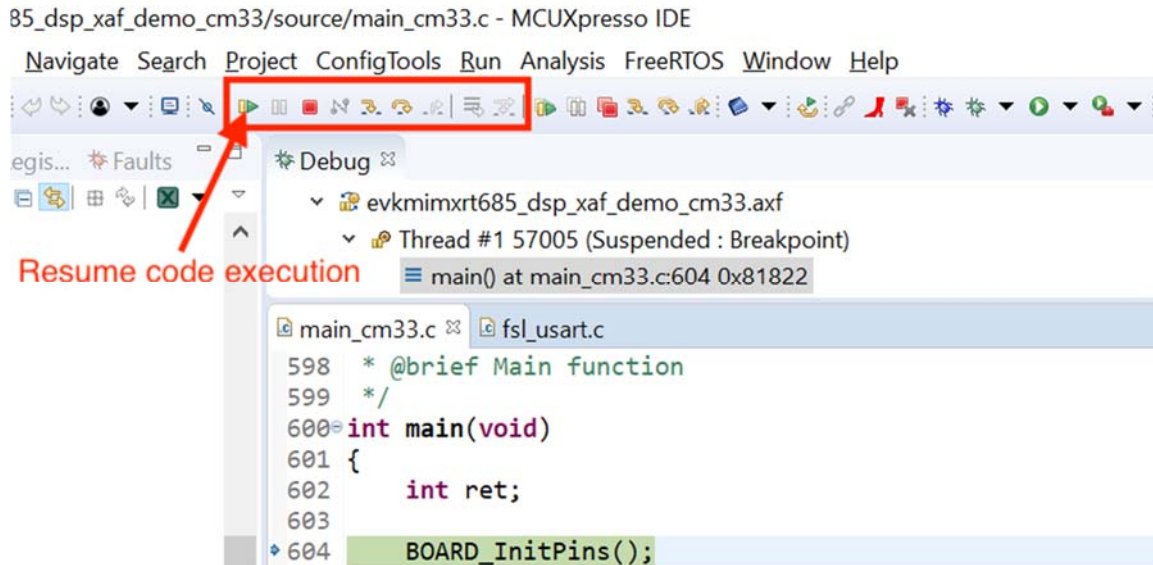 85_dsp_xaf_demo_cm33/source/main_cm33.c - MCUXpresso IDE
Navigate Search Project ConfigTools Run Analysis FreeRTOS Window Help
egis... Faults
Debug
evkmimxrt685_dsp_xaf_demo_cm33.axf
Thread #1 57005 (Suspended : Breakpoint)
Resume code execution
main() at main_cm33.c:604 0x81822
main_cm33.c fsl_usart.c
598 * @brief Main function
599 */
600 int main(void)
601 {
602 int ret;
603
604 BOARD_InitPins();